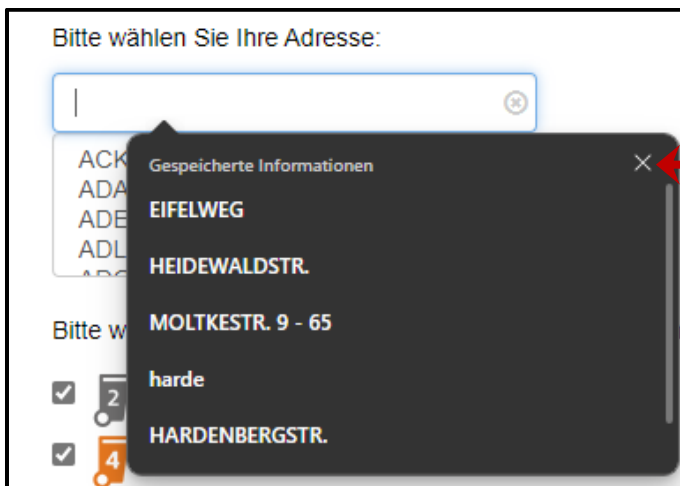 Bitte wählen Sie Ihre Adresse:
ACK
ADA
ADE
ADL
Gespeicherte Informationen
EIFELWEG
HEIDEWALDSTR.
MOLTKESTR. 9 - 65
harde
HARDENBERGSTR.
Bitte w
2
4